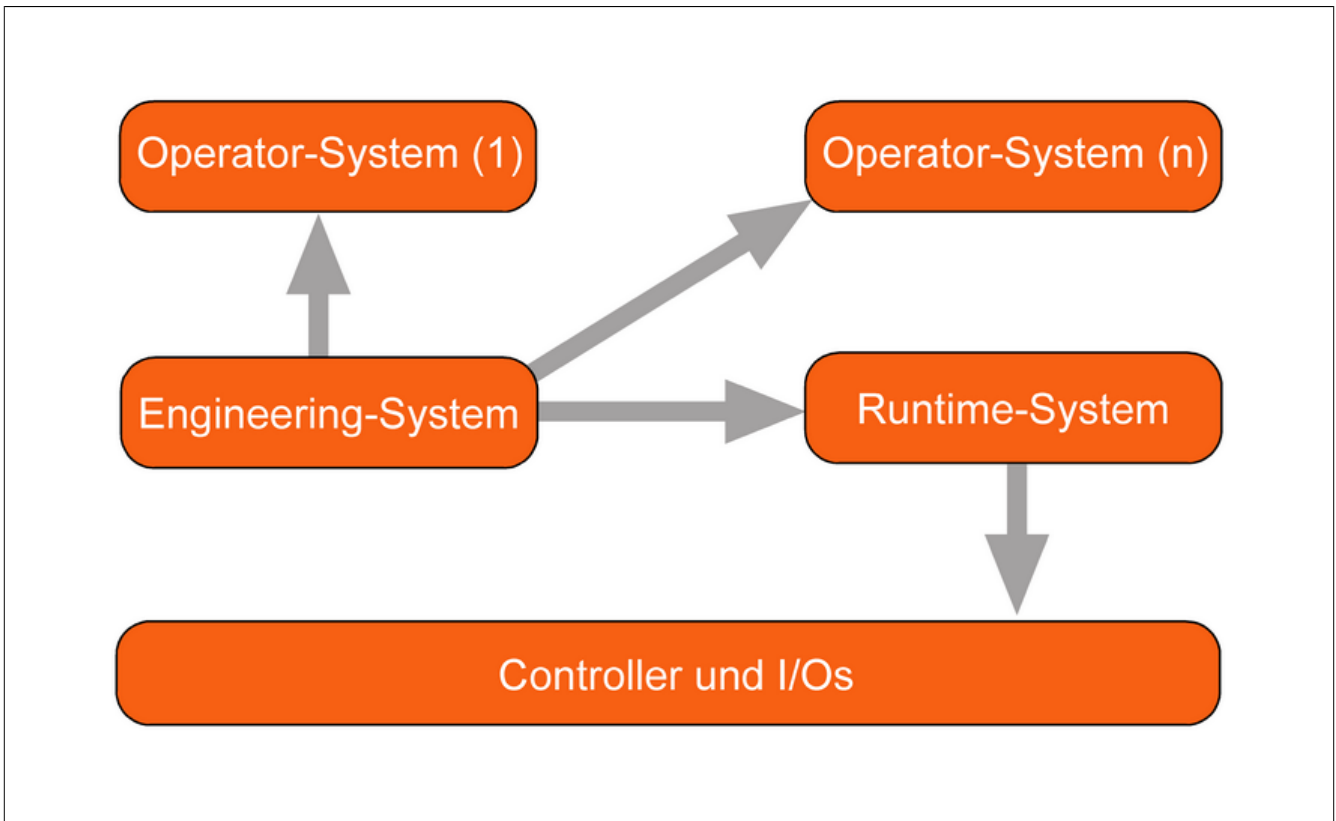 Operator-System (1)
Operator-System (n)
Engineering-System
Runtime-System
Controller und I/Os